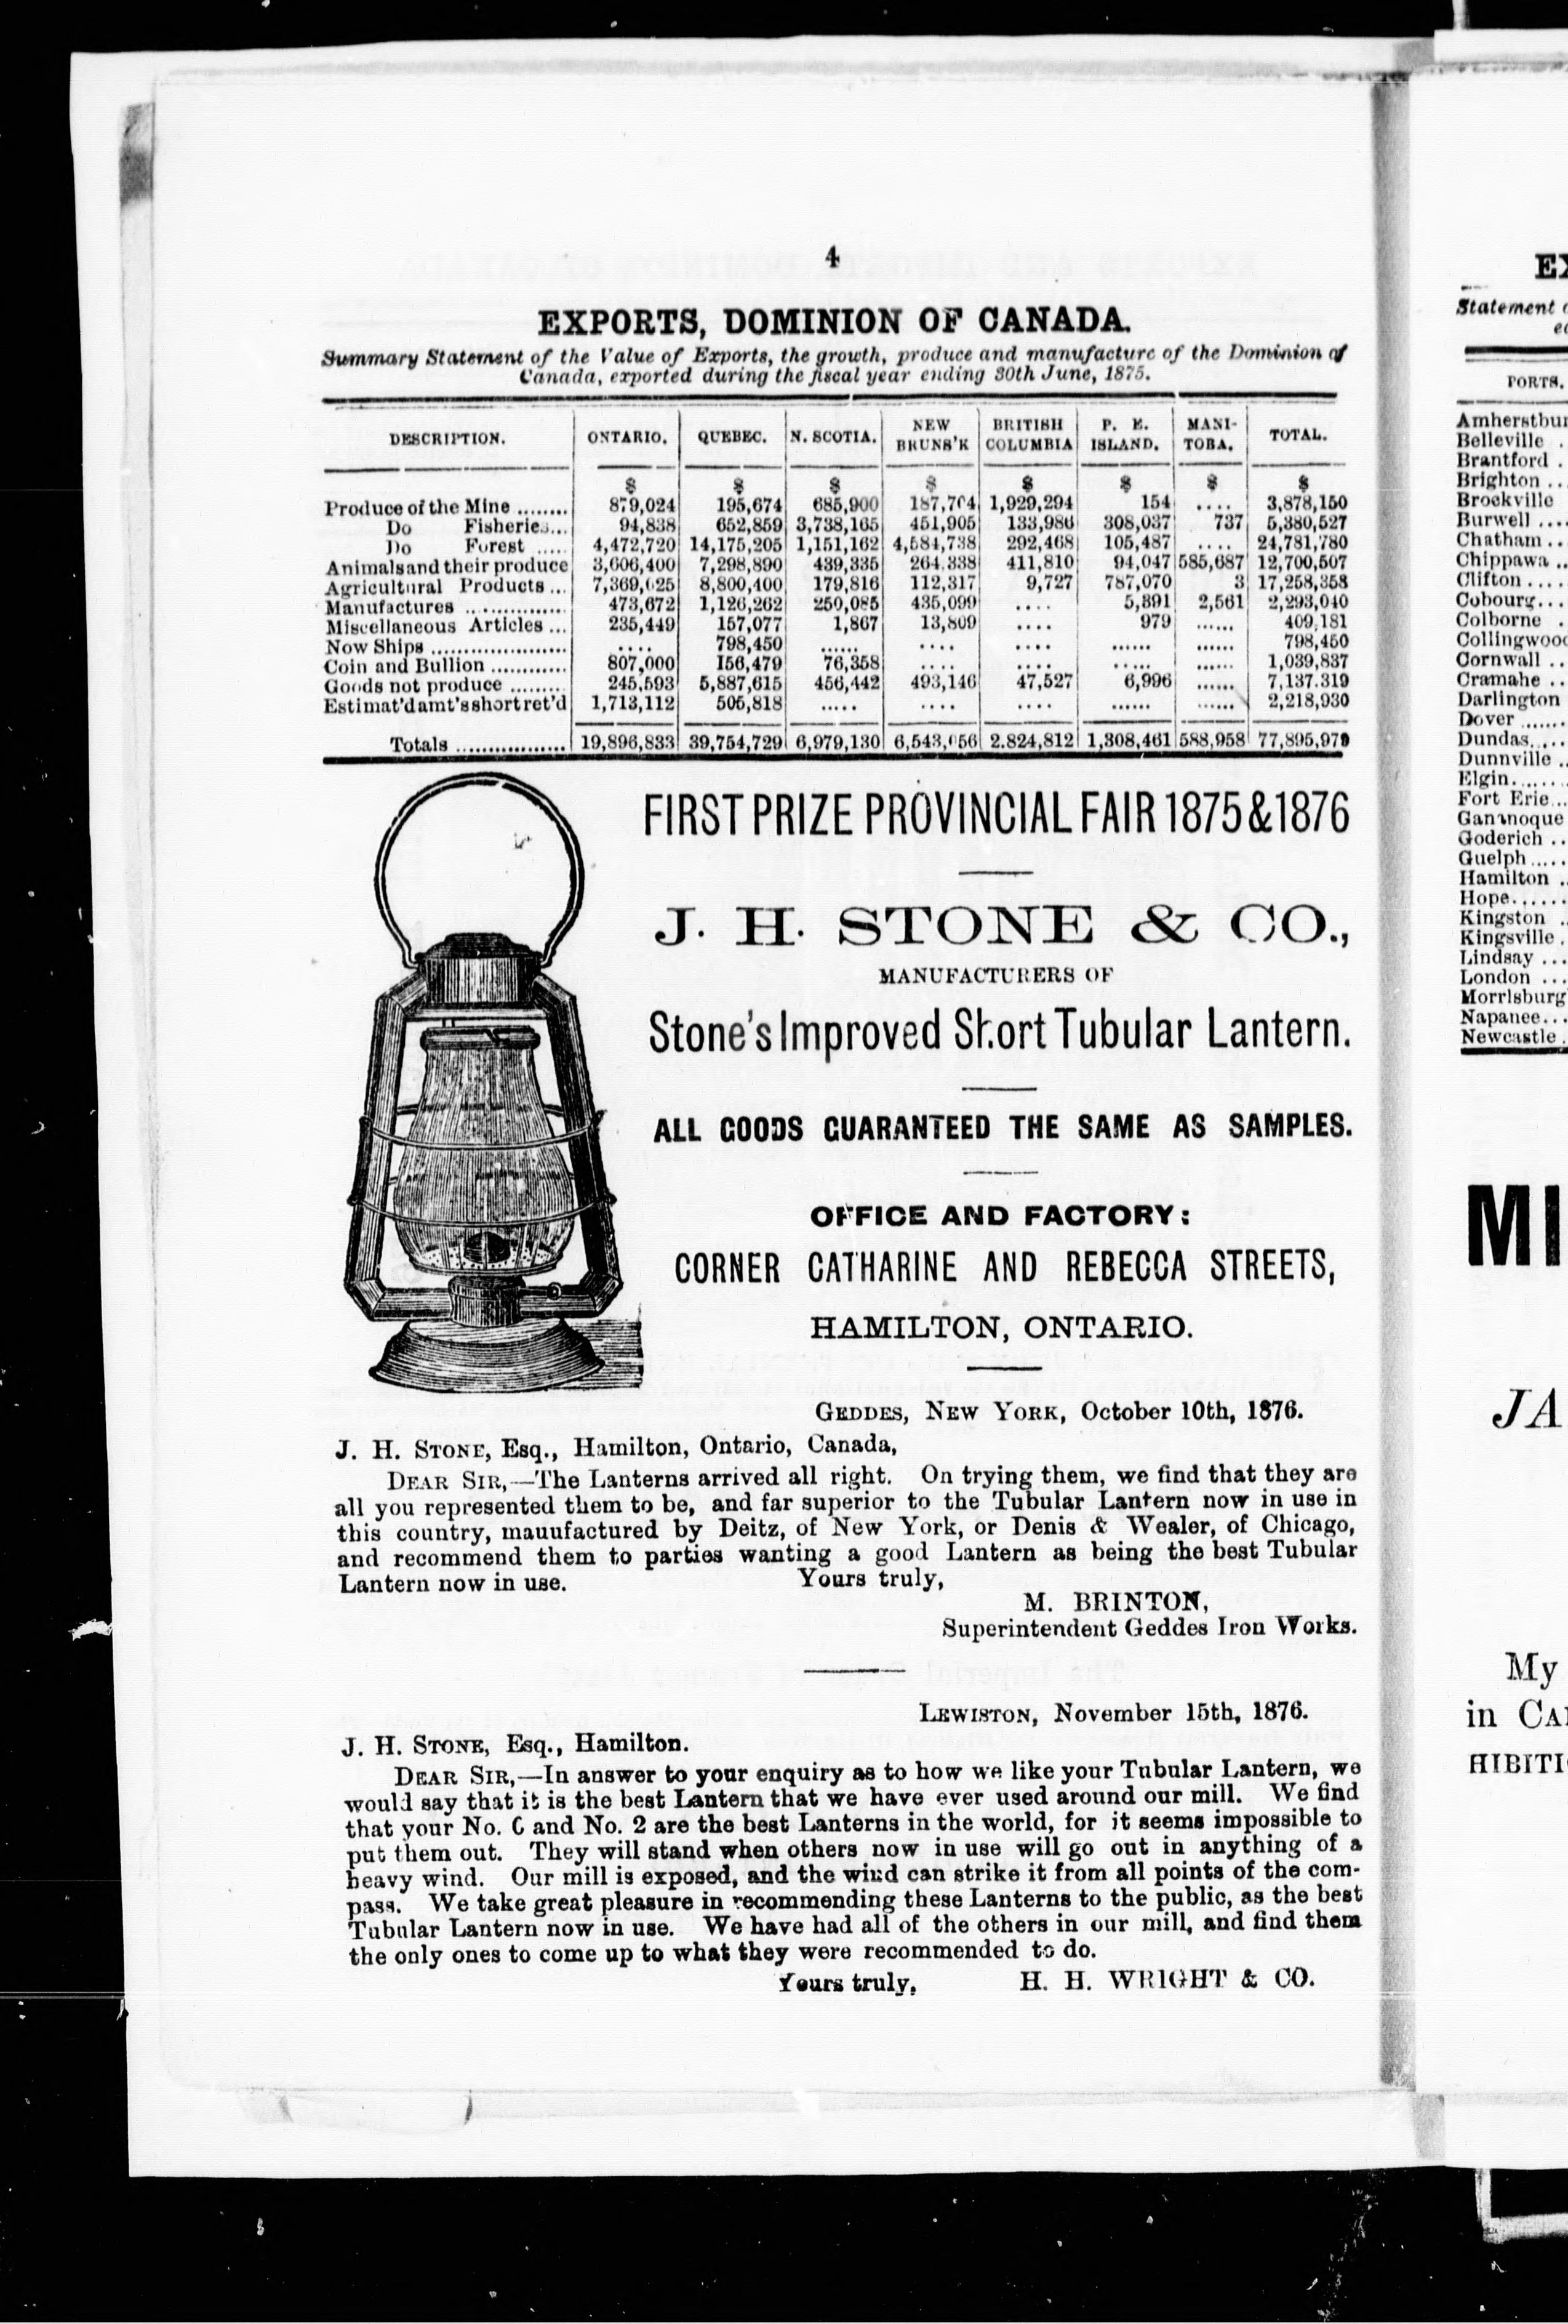 4
EXPORTS, DOMINION OF CANADA.
Summary Statement of the Value of Exports, the growth, produce and manufacture of the Dominion of
Canada, exported during the fiscal year ending 30th June, 1875.
DESCRIPTION. ONTARIO. QUEBEC. N. SCOTIA. NEW BRUNS'K BRITISH COLUMBIA P. E. ISLAND. MANI-TOBA. TOTAL.
$ $ $ $ $ $ $ $
Produce of the Mine ......... 879,024 195,674 685,900 187,704 1,929,294 154 .... 3,878,150
Do Fisheries... 94,838 652,859 3,738,165 451,905 133,986 308,037 737 5,380,527
Do Forest ..... 4,472,720 14,175,205 1,151,162 4,584,738 292,468 105,487 .... 24,781,780
Animals and their produce 3,606,400 7,298,890 439,335 264,338 411,810 94,047 585,687 12,700,507
Agricultural Products ... 7,369,025 8,800,400 179,816 112,317 9,727 787,070 3 17,258,358
Manufactures ............... 473,672 1,126,262 250,085 435,099 .... 5,391 2,561 2,293,040
Miscellaneous Articles ... 235,449 157,077 1,867 13,809 .... 979 ...... 409,181
Now Ships ..................... .... 798,450 ...... .... .... ...... ...... 798,450
Coin and Bullion ............ 807,000 156,479 76,358 .... .... ..... ...... 1,039,837
Goods not produce ......... 245,593 5,887,615 456,442 493,146 47,527 6,996 ...... 7,137.319
Estimat'd amt's short ret'd 1,713,112 505,818 ..... .... .... ...... ...... 2,218,930
Totals ................ 19,896,833 39,754,729 6,979,130 6,543,056 2.824,812 1,308,461 588,958 77,895,979
FIRST PRIZE PROVINCIAL FAIR 1875 & 1876
J. H. STONE & CO.,
MANUFACTURERS OF
Stone's Improved Short Tubular Lantern.
ALL GOODS GUARANTEED THE SAME AS SAMPLES.
OFFICE AND FACTORY:
CORNER CATHARINE AND REBECCA STREETS,
HAMILTON, ONTARIO.
GEDDES, NEW YORK, October 10th, 1876.
J. H. STONE, Esq., Hamilton, Ontario, Canada,
DEAR SIR,—The Lanterns arrived all right. On trying them, we find that they are
all you represented them to be, and far superior to the Tubular Lantern now in use in
this country, mauufactured by Deitz, of New York, or Denis & Wealer, of Chicago,
and recommend them to parties wanting a good Lantern as being the best Tubular
Lantern now in use. Yours truly,
M. BRINTON,
Superintendent Geddes Iron Works.
LEWISTON, November 15th, 1876.
J. H. STONE, Esq., Hamilton.
DEAR SIR,—In answer to your enquiry as to how we like your Tubular Lantern, we
would say that it is the best Lantern that we have ever used around our mill. We find
that your No. 0 and No. 2 are the best Lanterns in the world, for it seems impossible to
put them out. They will stand when others now in use will go out in anything of a
heavy wind. Our mill is exposed, and the wind can strike it from all points of the com-
pass. We take great pleasure in recommending these Lanterns to the public, as the best
Tubular Lantern now in use. We have had all of the others in our mill, and find them
the only ones to come up to what they were recommended to do.
Yours truly, H. H. WRIGHT & CO.
Statement
PORTS.
Amherstbur
Belleville .
Brantford .
Brighton ..
Brockville
Burwell ....
Chatham ..
Chippawa ..
Clifton ....
Cobourg...
Colborne .
Collingwood
Cornwall ..
Cramahe ..
Darlington
Dover ......
Dundas.....
Dunnville ..
Elgin.......
Fort Erie...
Gananoque
Goderich ..
Guelph.....
Hamilton ..
Hope......
Kingston ..
Kingsville .
Lindsay ...
London ...
Morrisburg
Napanee...
Newcastle .
MI
JA
My
in CA
HIBITI